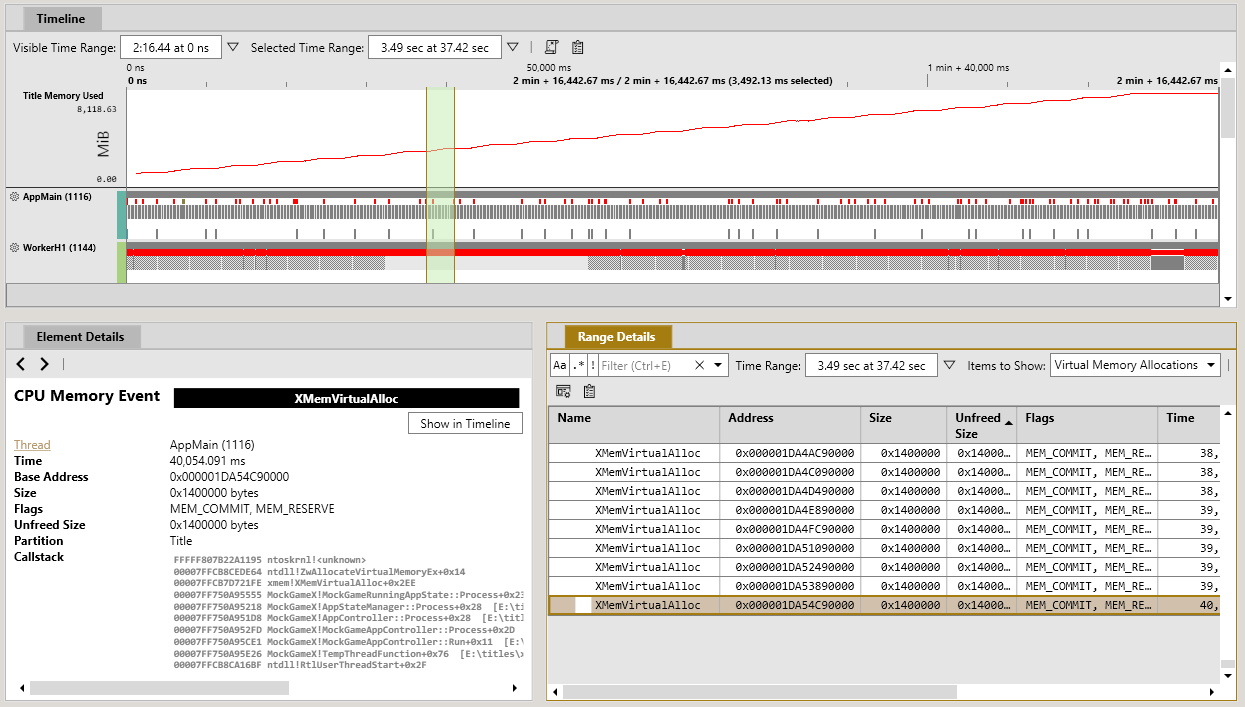 Timeline
Visible Time Range: 2:16.44 at 0 ns Selected Time Range: 3.49 sec at 37.42 sec
0 ns 50,000 ms 1 min + 40,000 ms
0 ns 2 min + 16,442.67 ms / 2 min + 16,442.67 ms (3,492.13 ms selected) 2 min + 16,442.67 ms
Title Memory Used
8,118.63
MiB
0.00
AppMain (1116)
WorkerH1 (1144)
Element Details
CPU Memory Event XMemVirtualAlloc
Show in Timeline
Thread AppMain (1116)
Time 40,054.091 ms
Base Address 0x000001DA54C90000
Size 0x1400000 bytes
Flags MEM_COMMIT, MEM_RESERVE
Unfreed Size 0x1400000 bytes
Partition Title
Callstack
FFFFF807B22A1195 ntoskrnl!<unknown>
00007FFCB8CEDE64 ntdll!ZwAllocateVirtualMemoryEx+0x14
00007FFCB7D721FE xmem!XMemVirtualAlloc+0x2EE
00007FF750A95555 MockGameX!MockGameRunningAppState::Process+0x23
00007FF750A95218 MockGameX!AppStateManager::Process+0x28 [E:\ti
00007FF750A951D8 MockGameX!AppController::Process+0x28 [E:\titl
00007FF750A952FD MockGameX!MockGameAppController::Process+0x2D
00007FF750A95CE1 MockGameX!MockGameAppController::Run+0x11 [E:\
00007FF750A95E26 MockGameX!TempThreadFunction+0x76 [E:\titles\x
00007FFCB8CA16BF ntdll!RtlUserThreadStart+0x2F
Range Details
Aa .* ! Filter (Ctrl+E) Time Range: 3.49 sec at 37.42 sec Items to Show: Virtual Memory Allocations
Name Address Size Unfreed Size Flags Time
XMemVirtualAlloc 0x000001DA4AC90000 0x1400000 0x14000… MEM_COMMIT, MEM_RE… 38,
XMemVirtualAlloc 0x000001DA4C090000 0x1400000 0x14000… MEM_COMMIT, MEM_RE… 38,
XMemVirtualAlloc 0x000001DA4D490000 0x1400000 0x14000… MEM_COMMIT, MEM_RE… 38,
XMemVirtualAlloc 0x000001DA4E890000 0x1400000 0x14000… MEM_COMMIT, MEM_RE… 39,
XMemVirtualAlloc 0x000001DA4FC90000 0x1400000 0x14000… MEM_COMMIT, MEM_RE… 39,
XMemVirtualAlloc 0x000001DA51090000 0x1400000 0x14000… MEM_COMMIT, MEM_RE… 39,
XMemVirtualAlloc 0x000001DA52490000 0x1400000 0x14000… MEM_COMMIT, MEM_RE… 39,
XMemVirtualAlloc 0x000001DA53890000 0x1400000 0x14000… MEM_COMMIT, MEM_RE… 39,
XMemVirtualAlloc 0x000001DA54C90000 0x1400000 0x14000… MEM_COMMIT, MEM_RE… 40,